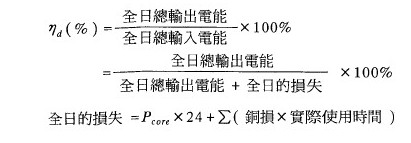 η_d(%) = 全日總輸出電能 / 全日總輸入電能 × 100%
= 全日總輸出電能 / 全日總輸出電能 + 全日的損失 × 100%
全日的損失 = P_core × 24 + Σ( 銅損 × 實際使用時間 )